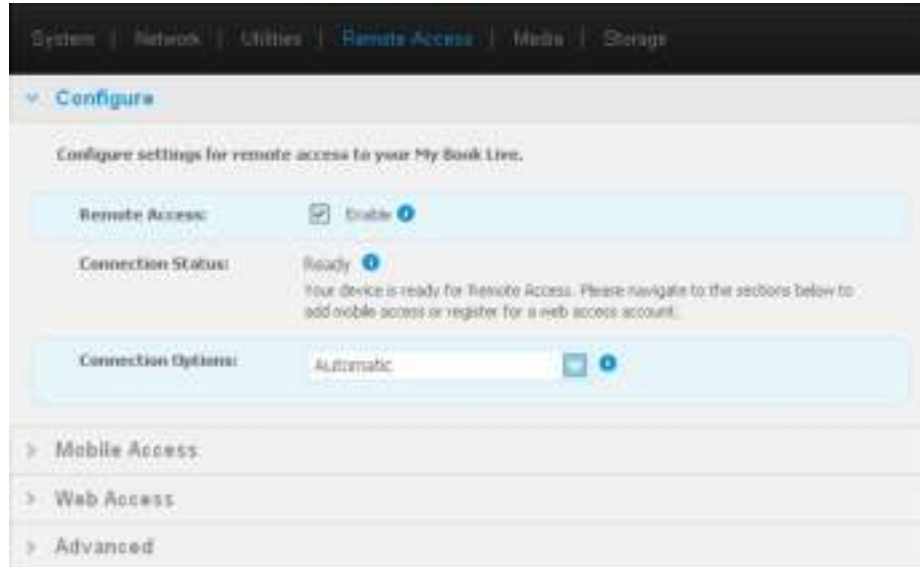 System | Network | Utilities | Remote Access | Media | Storage
Configure
Configure settings for remote access to your My Book Live.
Remote Access: Enable
Connection Status: Ready
Your device is ready for Remote Access. Please navigate to the sections below to
add mobile access or register for a web access account.
Connection Options: Automatic
Mobile Access
Web Access
Advanced